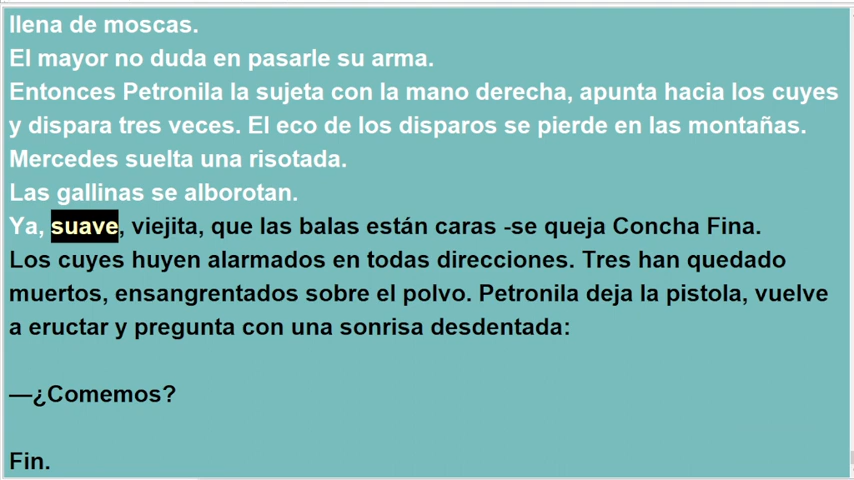 llena de moscas.
El mayor no duda en pasarle su arma.
Entonces Petronila la sujeta con la mano derecha, apunta hacia los cuyes
y dispara tres veces. El eco de los disparos se pierde en las montañas.
Mercedes suelta una risotada.
Las gallinas se alborotan.
Ya, suave, viejita, que las balas están caras -se queja Concha Fina.
Los cuyes huyen alarmados en todas direcciones. Tres han quedado
muertos, ensangrentados sobre el polvo. Petronila deja la pistola, vuelve
a eructar y pregunta con una sonrisa desdentada:
—¿Comemos?
Fin.